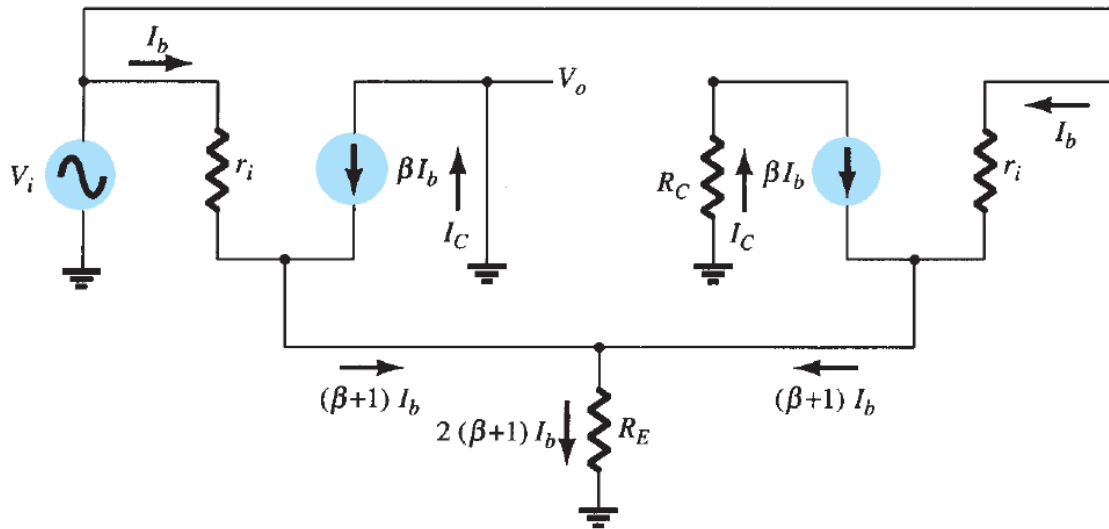 I_b
V_o
I_b
V_i
r_i
βI_b
I_C
R_C
βI_b
I_C
r_i
(β+1) I_b
(β+1) I_b
2 (β+1) I_b
R_E